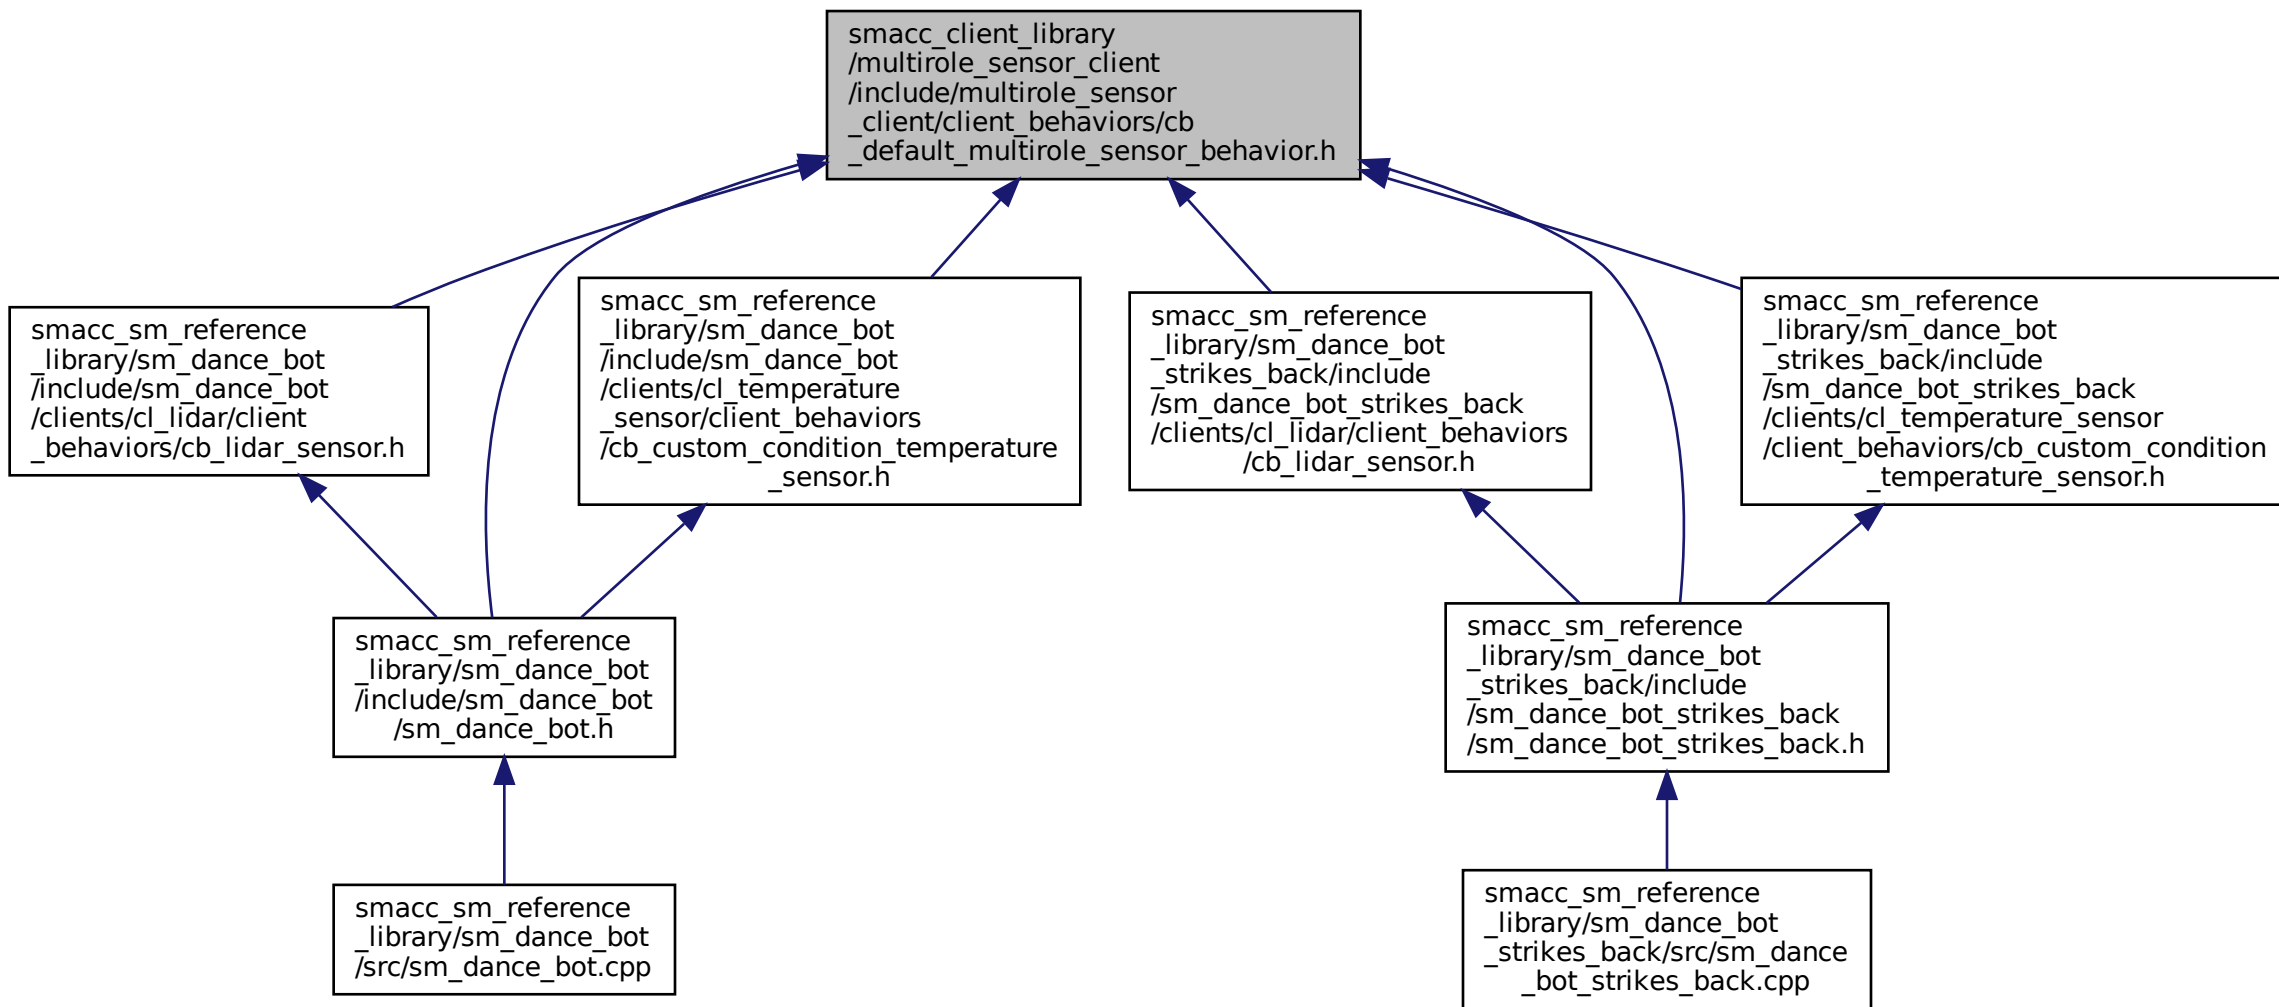 smacc_client_library
/multirole_sensor_client
/include/multirole_sensor
_client/client_behaviors/cb
_default_multirole_sensor_behavior.h
smacc_sm_reference
_library/sm_dance_bot
/include/sm_dance_bot
/clients/cl_lidar/client
_behaviors/cb_lidar_sensor.h
smacc_sm_reference
_library/sm_dance_bot
/include/sm_dance_bot
/clients/cl_temperature
_sensor/client_behaviors
/cb_custom_condition_temperature
_sensor.h
smacc_sm_reference
_library/sm_dance_bot
_strikes_back/include
/sm_dance_bot_strikes_back
/clients/cl_lidar/client_behaviors
/cb_lidar_sensor.h
smacc_sm_reference
_library/sm_dance_bot
_strikes_back/include
/sm_dance_bot_strikes_back
/clients/cl_temperature_sensor
/client_behaviors/cb_custom_condition
_temperature_sensor.h
smacc_sm_reference
_library/sm_dance_bot
/include/sm_dance_bot
/sm_dance_bot.h
smacc_sm_reference
_library/sm_dance_bot
_strikes_back/include
/sm_dance_bot_strikes_back
/sm_dance_bot_strikes_back.h
smacc_sm_reference
_library/sm_dance_bot
/src/sm_dance_bot.cpp
smacc_sm_reference
_library/sm_dance_bot
_strikes_back/src/sm_dance
_bot_strikes_back.cpp